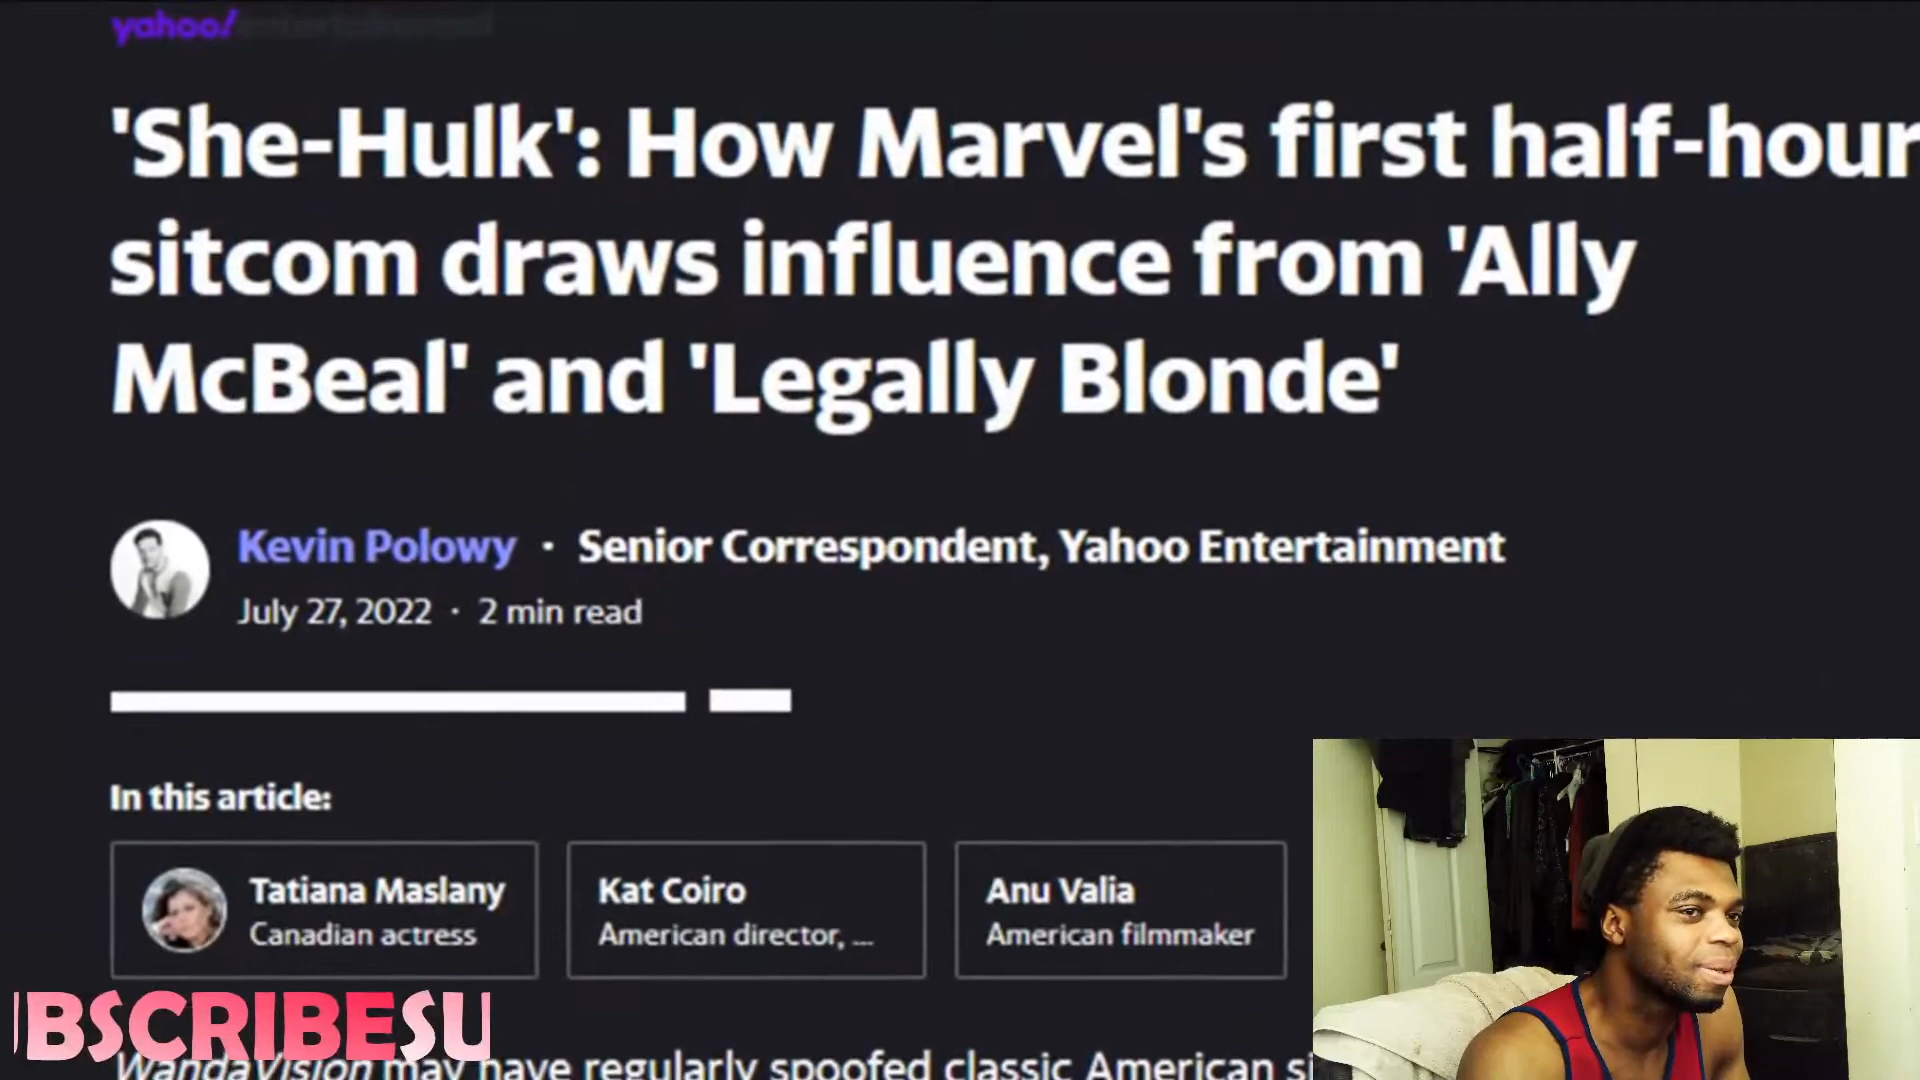 yahoo!
'She-Hulk': How Marvel's first half-hour
sitcom draws influence from 'Ally
McBeal' and 'Legally Blonde'
Kevin Polowy · Senior Correspondent, Yahoo Entertainment
July 27, 2022 · 2 min read
In this article:
Tatiana Maslany
Canadian actress
Kat Coiro
American director, ...
Anu Valia
American filmmaker
BSCRIBESU
WandaVision may have regularly spoofed classic American si